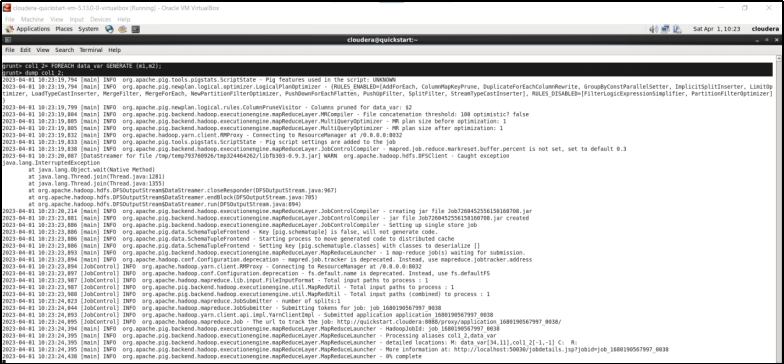 cloudera-quickstart-vm-5.13.0-0-virtualbox [Running] - Oracle VM VirtualBox
File Machine View Input Devices Help
Applications Places System Sat Apr 1, 10:23 cloudera
cloudera@quickstart:~
File Edit View Search Terminal Help
grunt> col1_2= FOREACH data_var GENERATE (m1,m2);
grunt> dump col1_2;
2023-04-01 10:23:19,794 [main] INFO org.apache.pig.tools.pigstats.ScriptState - Pig features used in the script: UNKNOWN
2023-04-01 10:23:19,799 [main] INFO org.apache.pig.newplan.logical.optimizer.LogicalPlanOptimizer - {RULES_ENABLED=[AddForEach, ColumnMapKeyPrune, DuplicateForEachColumnRewrite, GroupByConstParallelSetter, ImplicitSplitInserter, LimitOp
timizer, LoadTypeCastInserter, MergeFilter, MergeForEach, NewPartitionFilterOptimizer, PushDownForEachFlatten, PushUpFilter, SplitFilter, StreamTypeCastInserter], RULES_DISABLED=[FilterLogicExpressionSimplifier, PartitionFilterOptimizer]
}
2023-04-01 10:23:19,799 [main] INFO org.apache.pig.newplan.logical.rules.ColumnPruneVisitor - Columns pruned for data_var: $2
2023-04-01 10:23:19,804 [main] INFO org.apache.pig.backend.hadoop.executionengine.mapReduceLayer.MRCompiler - File concatenation threshold: 100 optimistic? false
2023-04-01 10:23:19,805 [main] INFO org.apache.pig.backend.hadoop.executionengine.mapReduceLayer.MultiQueryOptimizer - MR plan size before optimization: 1
2023-04-01 10:23:19,805 [main] INFO org.apache.pig.backend.hadoop.executionengine.mapReduceLayer.MultiQueryOptimizer - MR plan size after optimization: 1
2023-04-01 10:23:19,832 [main] INFO org.apache.hadoop.yarn.client.RMProxy - Connecting to ResourceManager at /0.0.0.0:8032
2023-04-01 10:23:19,833 [main] INFO org.apache.pig.tools.pigstats.ScriptState - Pig script settings are added to the job
2023-04-01 10:23:19,838 [main] INFO org.apache.pig.backend.hadoop.executionengine.mapReduceLayer.JobControlCompiler - mapred.job.reduce.markreset.buffer.percent is not set, set to default 0.3
2023-04-01 10:23:20,087 [DataStreamer for file /tmp/temp793760926/tmp324464262/libfb303-0.9.3.jar] WARN org.apache.hadoop.hdfs.DFSClient - Caught exception
java.lang.InterruptedException
at java.lang.Object.wait(Native Method)
at java.lang.Thread.join(Thread.java:1281)
at java.lang.Thread.join(Thread.java:1355)
at org.apache.hadoop.hdfs.DFSOutputStream$DataStreamer.closeResponder(DFSOutputStream.java:967)
at org.apache.hadoop.hdfs.DFSOutputStream$DataStreamer.endBlock(DFSOutputStream.java:705)
at org.apache.hadoop.hdfs.DFSOutputStream$DataStreamer.run(DFSOutputStream.java:894)
2023-04-01 10:23:20,214 [main] INFO org.apache.pig.backend.hadoop.executionengine.mapReduceLayer.JobControlCompiler - creating jar file Job7268452556150160708.jar
2023-04-01 10:23:23,881 [main] INFO org.apache.pig.backend.hadoop.executionengine.mapReduceLayer.JobControlCompiler - jar file Job7268452556150160708.jar created
2023-04-01 10:23:23,886 [main] INFO org.apache.pig.backend.hadoop.executionengine.mapReduceLayer.JobControlCompiler - Setting up single store job
2023-04-01 10:23:23,886 [main] INFO org.apache.pig.data.SchemaTupleFrontend - Key [pig.schematuple] is false, will not generate code.
2023-04-01 10:23:23,886 [main] INFO org.apache.pig.data.SchemaTupleFrontend - Starting process to move generated code to distributed cache
2023-04-01 10:23:23,886 [main] INFO org.apache.pig.data.SchemaTupleFrontend - Setting key [pig.schematuple.classes] with classes to deserialize []
2023-04-01 10:23:23,893 [main] INFO org.apache.pig.backend.hadoop.executionengine.mapReduceLayer.MapReduceLauncher - 1 map-reduce job(s) waiting for submission.
2023-04-01 10:23:23,894 [main] INFO org.apache.hadoop.conf.Configuration.deprecation - mapred.job.tracker is deprecated. Instead, use mapreduce.jobtracker.address
2023-04-01 10:23:23,894 [JobControl] INFO org.apache.hadoop.yarn.client.RMProxy - Connecting to ResourceManager at /0.0.0.0:8032
2023-04-01 10:23:23,897 [JobControl] INFO org.apache.hadoop.conf.Configuration.deprecation - fs.default.name is deprecated. Instead, use fs.defaultFS
2023-04-01 10:23:23,987 [JobControl] INFO org.apache.hadoop.mapreduce.lib.input.FileInputFormat - Total input paths to process : 1
2023-04-01 10:23:23,987 [JobControl] INFO org.apache.pig.backend.hadoop.executionengine.util.MapRedUtil - Total input paths to process : 1
2023-04-01 10:23:23,987 [JobControl] INFO org.apache.pig.backend.hadoop.executionengine.util.MapRedUtil - Total input paths (combined) to process : 1
2023-04-01 10:23:24,023 [JobControl] INFO org.apache.hadoop.mapreduce.JobSubmitter - number of splits:1
2023-04-01 10:23:24,044 [JobControl] INFO org.apache.hadoop.mapreduce.JobSubmitter - Submitting tokens for job: job_1680190567997_0038
2023-04-01 10:23:24,093 [JobControl] INFO org.apache.hadoop.yarn.client.api.impl.YarnClientImpl - Submitted application application_1680190567997_0038
2023-04-01 10:23:24,095 [JobControl] INFO org.apache.hadoop.mapreduce.Job - The url to track the job: http://quickstart.cloudera:8088/proxy/application_1680190567997_0038/
2023-04-01 10:23:24,394 [main] INFO org.apache.pig.backend.hadoop.executionengine.mapReduceLayer.MapReduceLauncher - HadoopJobId: job_1680190567997_0038
2023-04-01 10:23:24,395 [main] INFO org.apache.pig.backend.hadoop.executionengine.mapReduceLayer.MapReduceLauncher - Processing aliases col1_2,data_var
2023-04-01 10:23:24,395 [main] INFO org.apache.pig.backend.hadoop.executionengine.mapReduceLayer.MapReduceLauncher - detailed locations: M: data_var[34,11],col1_2[-1,-1] C: R:
2023-04-01 10:23:24,395 [main] INFO org.apache.pig.backend.hadoop.executionengine.mapReduceLayer.MapReduceLauncher - More information at: http://localhost:50030/jobdetails.jsp?jobid=job_1680190567997_0038
2023-04-01 10:23:24,438 [main] INFO org.apache.pig.backend.hadoop.executionengine.mapReduceLayer.MapReduceLauncher - 0% complete